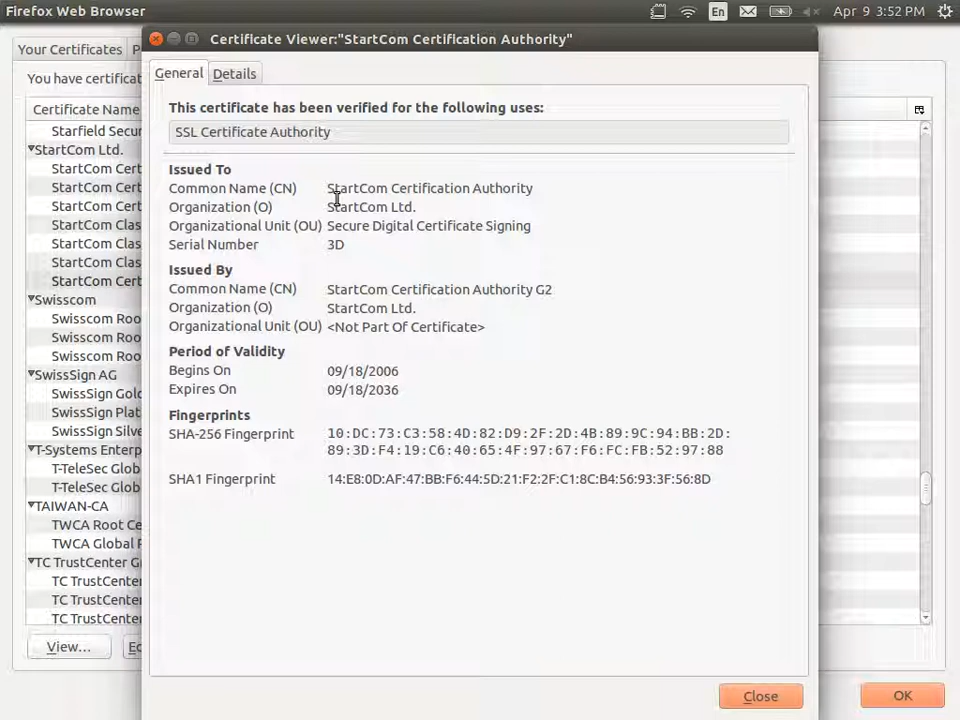 Firefox Web Browser
En
Apr 9 3:52 PM
Certificate Viewer:"StartCom Certification Authority"
Your Certificates
P
General
Details
You have certificat
This certificate has been verified for the following uses:
SSL Certificate Authority
Certificate Name
Starfield Secur
StartCom Ltd.
StartCom Cert
StartCom Cert
StartCom Cert
StartCom Clas
StartCom Clas
StartCom Clas
StartCom Cert
Swisscom
Swisscom Roo
Swisscom Roo
Swisscom Roo
SwissSign AG
SwissSign Gold
SwissSign Plat
SwissSign Silve
T-Systems Enterp
T-TeleSec Glob
T-TeleSec Glob
TAIWAN-CA
TWCA Root Ce
TWCA Global R
TC TrustCenter G
TC TrustCenter
TC TrustCenter
TC TrustCenter
View...
Ed
Issued To
Common Name (CN) StartCom Certification Authority
Organization (O) StartCom Ltd.
Organizational Unit (OU) Secure Digital Certificate Signing
Serial Number 3D
Issued By
Common Name (CN) StartCom Certification Authority G2
Organization (O) StartCom Ltd.
Organizational Unit (OU) <Not Part Of Certificate>
Period of Validity
Begins On 09/18/2006
Expires On 09/18/2036
Fingerprints
SHA-256 Fingerprint 10:DC:73:C3:58:4D:82:D9:2F:2D:4B:89:9C:94:BB:2D:
89:3D:F4:19:C6:40:65:4F:97:67:F6:FC:FB:52:97:88
SHA1 Fingerprint 14:E8:0D:AF:47:BB:F6:44:5D:21:F2:2F:C1:8C:B4:56:93:3F:56:8D
Close
OK